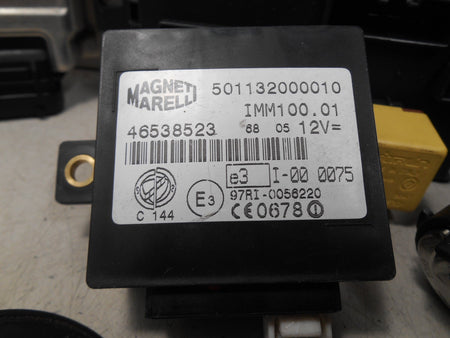 MAGNETI MARELLI
501132000010
IMM100.01
46538523 68 05 12V=
e3 I-00 0075
E3 97RI-0056220
C 144 CE0678